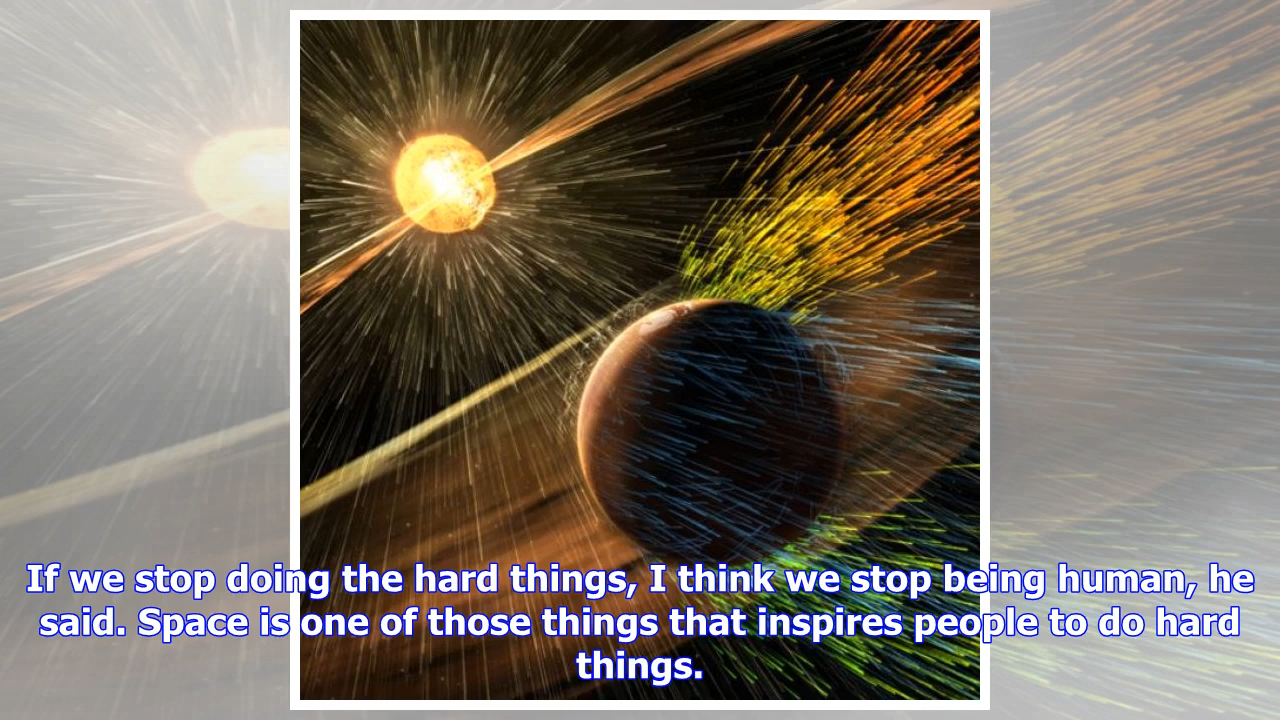 If we stop doing the hard things, I think we stop being human, he
said. Space is one of those things that inspires people to do hard
things.